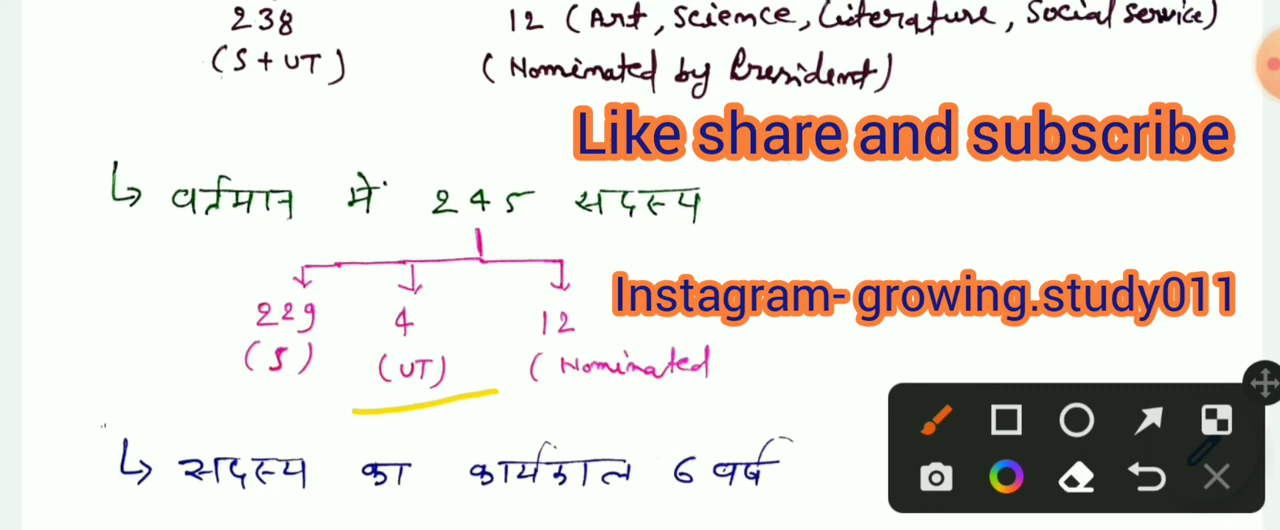 238 12 (Art, Science, Literature, Social service)
(S + UT) (Nominated by President)
Like share and subscribe
↳ वर्तमान में 245 सदस्य
Instagram- growing.study011
229 4 12
(S) (UT) (Nominated
↳ सदस्य का कार्यकाल 6 वर्ष